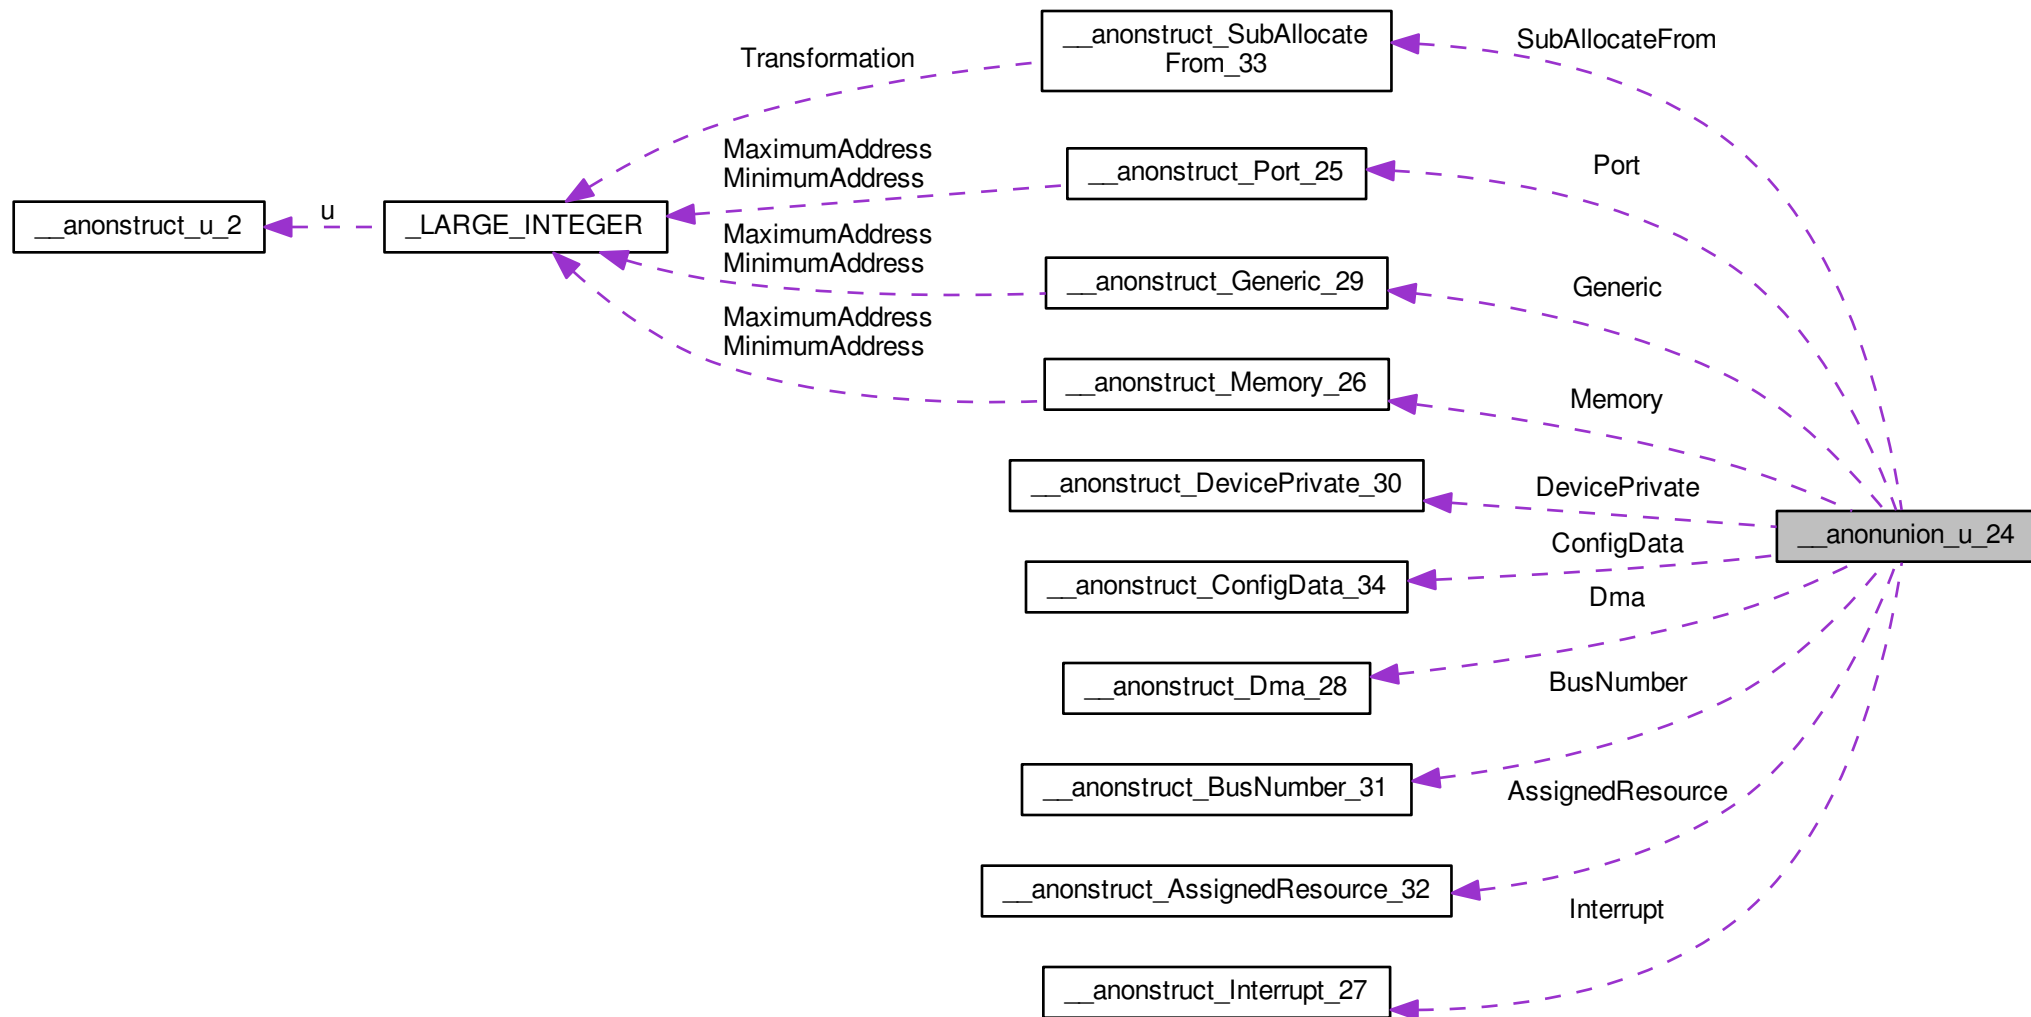 __anonstruct_SubAllocate
From_33
SubAllocateFrom
Transformation
MaximumAddress
MinimumAddress
__anonstruct_Port_25
Port
__anonstruct_u_2
u
_LARGE_INTEGER
MaximumAddress
MinimumAddress
__anonstruct_Generic_29
Generic
MaximumAddress
MinimumAddress
__anonstruct_Memory_26
Memory
__anonstruct_DevicePrivate_30
DevicePrivate
__anonunion_u_24
ConfigData
__anonstruct_ConfigData_34
Dma
__anonstruct_Dma_28
BusNumber
__anonstruct_BusNumber_31
AssignedResource
__anonstruct_AssignedResource_32
Interrupt
__anonstruct_Interrupt_27